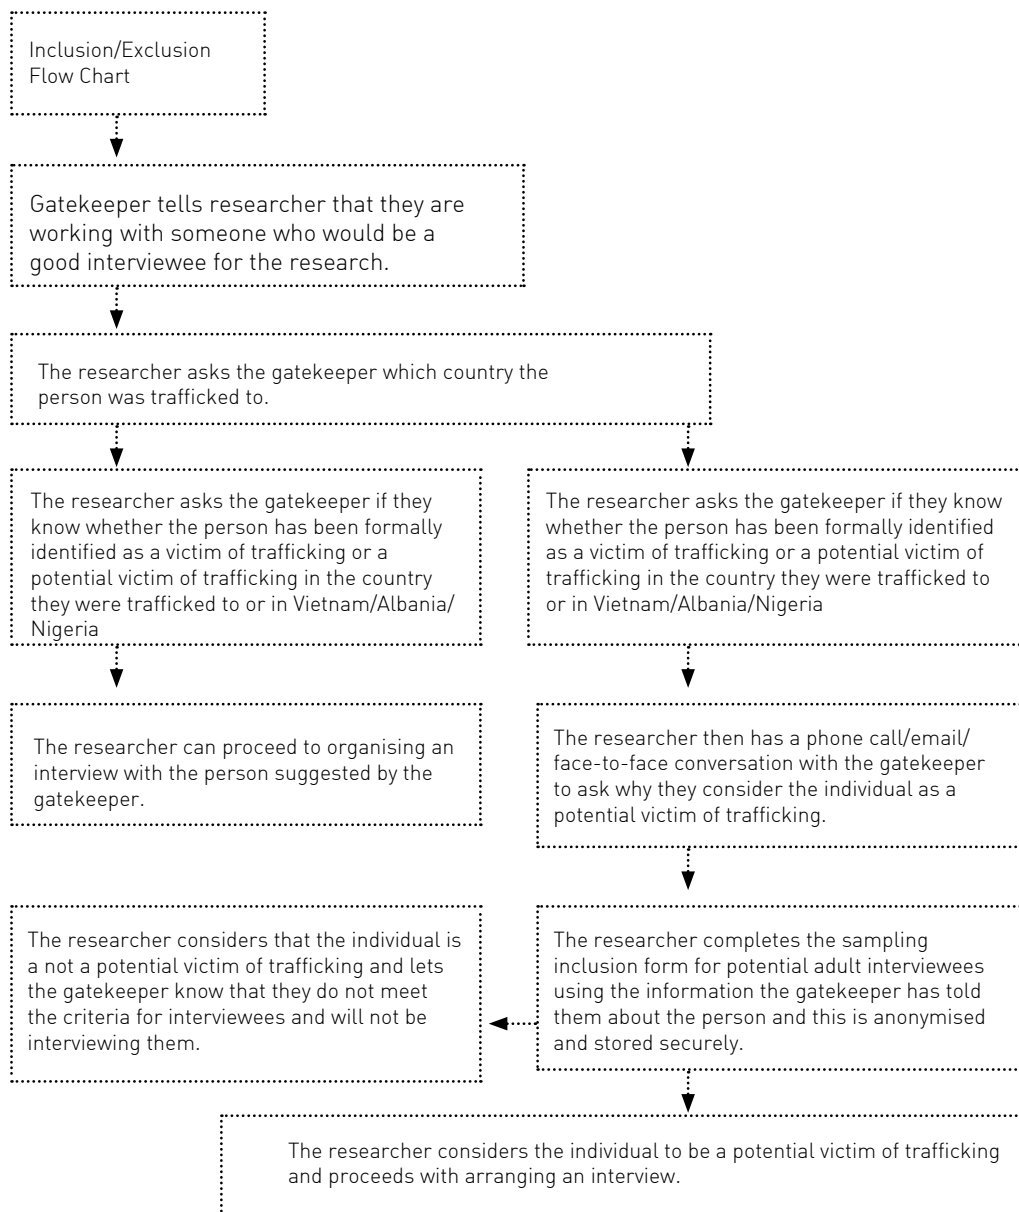 Inclusion/Exclusion
Flow Chart
Gatekeeper tells researcher that they are
working with someone who would be a
good interviewee for the research.
The researcher asks the gatekeeper which country the
person was trafficked to.
The researcher asks the gatekeeper if they
know whether the person has been formally
identified as a victim of trafficking or a
potential victim of trafficking in the country
they were trafficked to or in Vietnam/Albania/
Nigeria
The researcher asks the gatekeeper if they know
whether the person has been formally identified
as a victim of trafficking or a potential victim of
trafficking in the country they were trafficked to
or in Vietnam/Albania/Nigeria
The researcher can proceed to organising an
interview with the person suggested by the
gatekeeper.
The researcher then has a phone call/email/
face-to-face conversation with the gatekeeper
to ask why they consider the individual as a
potential victim of trafficking.
The researcher considers that the individual is
a not a potential victim of trafficking and lets
the gatekeeper know that they do not meet
the criteria for interviewees and will not be
interviewing them.
The researcher completes the sampling
inclusion form for potential adult interviewees
using the information the gatekeeper has told
them about the person and this is anonymised
and stored securely.
The researcher considers the individual to be a potential victim of trafficking
and proceeds with arranging an interview.